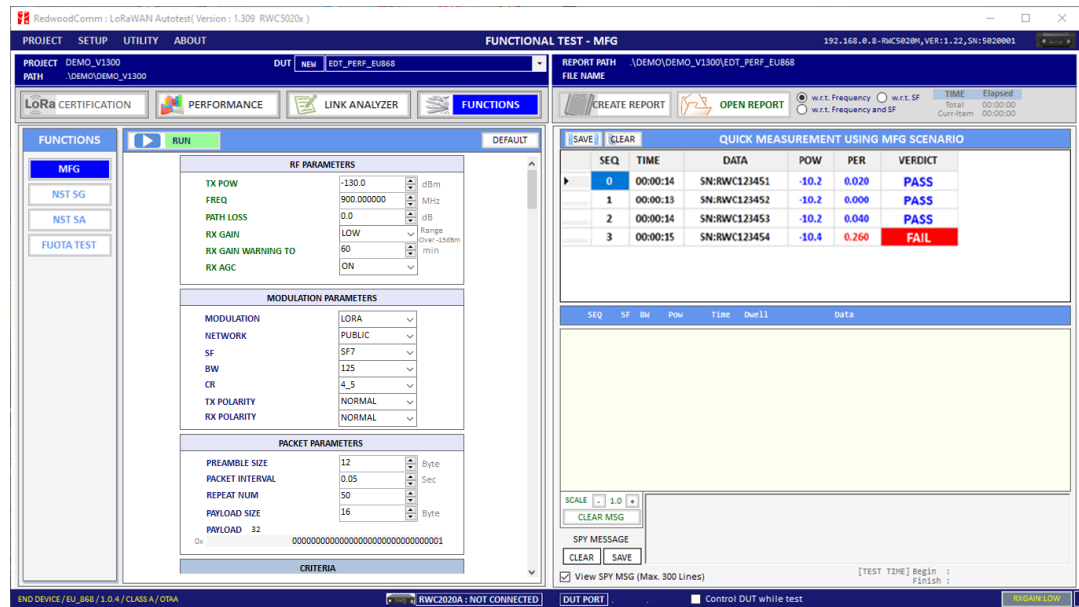 RedwoodComm : LoRaWAN Autotest( Version : 1.309 RWC5020x )
PROJECT SETUP UTILITY ABOUT
FUNCTIONAL TEST - MFG
192.168.0.8-RWC5020M,VER:1.22,SN:5020001
PROJECT DEMO_V1300
DUT NEW EDT_PERF_EU868
PATH .\DEMO\DEMO_V1300
REPORT PATH .\DEMO\DEMO_V1300\EDT_PERF_EU868
FILE NAME
LoRa CERTIFICATION
PERFORMANCE
LINK ANALYZER
FUNCTIONS
CREATE REPORT
OPEN REPORT
w.r.t. Frequency w.r.t. SF
w.r.t. Frequency and SF
TIME Elapsed
Total 00:00:00
Curr-Item 00:00:00
FUNCTIONS
MFG
NST SG
NST SA
FUOTA TEST
RUN
DEFAULT
RF PARAMETERS
TX POW -130.0 dBm
FREQ 900.000000 MHz
PATH LOSS 0.0 dB
RX GAIN LOW Range Over -15dBm
RX GAIN WARNING TO 60 min
RX AGC ON
MODULATION PARAMETERS
MODULATION LORA
NETWORK PUBLIC
SF SF7
BW 125
CR 4_5
TX POLARITY NORMAL
RX POLARITY NORMAL
PACKET PARAMETERS
PREAMBLE SIZE 12 Byte
PACKET INTERVAL 0.05 Sec
REPEAT NUM 50
PAYLOAD SIZE 16 Byte
PAYLOAD 32
0x 00000000000000000000000000000001
CRITERIA
SAVE CLEAR
QUICK MEASUREMENT USING MFG SCENARIO
SEQ TIME DATA POW PER VERDICT
0 00:00:14 SN:RWC123451 -10.2 0.020 PASS
1 00:00:13 SN:RWC123452 -10.2 0.000 PASS
2 00:00:14 SN:RWC123453 -10.2 0.040 PASS
3 00:00:15 SN:RWC123454 -10.4 0.260 FAIL
SEQ SF BW Pow Time Dwell Data
SCALE - 1.0 +
CLEAR MSG
SPY MESSAGE
CLEAR SAVE
View SPY MSG (Max. 300 Lines)
[TEST TIME] Begin :
Finish :
END DEVICE / EU_868 / 1.0.4 / CLASS A / OTAA
RWC2020A : NOT CONNECTED
DUT PORT . .
Control DUT while test
RXGAIN:LOW